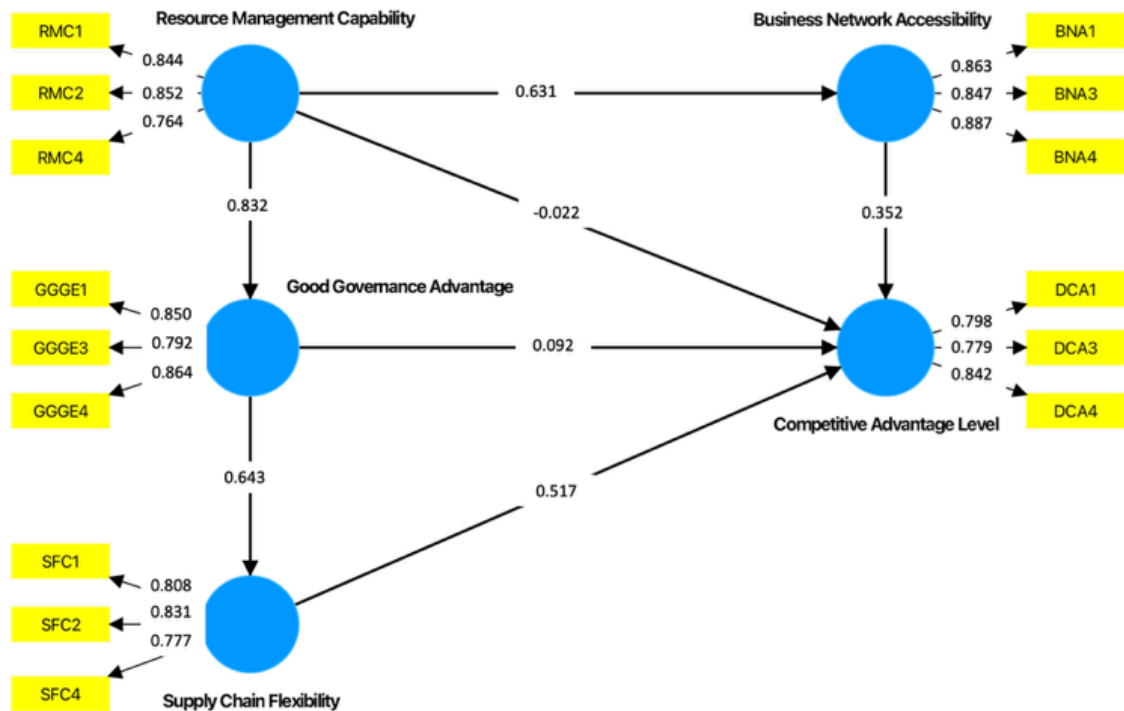 Resource Management Capability
Business Network Accessibility
RMC1
BNA1
0.844
0.863
RMC2
0.852
0.631
0.847
BNA3
0.764
0.887
RMC4
BNA4
0.832
-0.022
0.352
Good Governance Advantage
GGGE1
DCA1
0.850
0.798
GGGE3
0.792
0.092
0.779
DCA3
0.864
0.842
GGGE4
DCA4
Competitive Advantage Level
0.643
0.517
SFC1
0.808
0.831
SFC2
0.777
SFC4
Supply Chain Flexibility